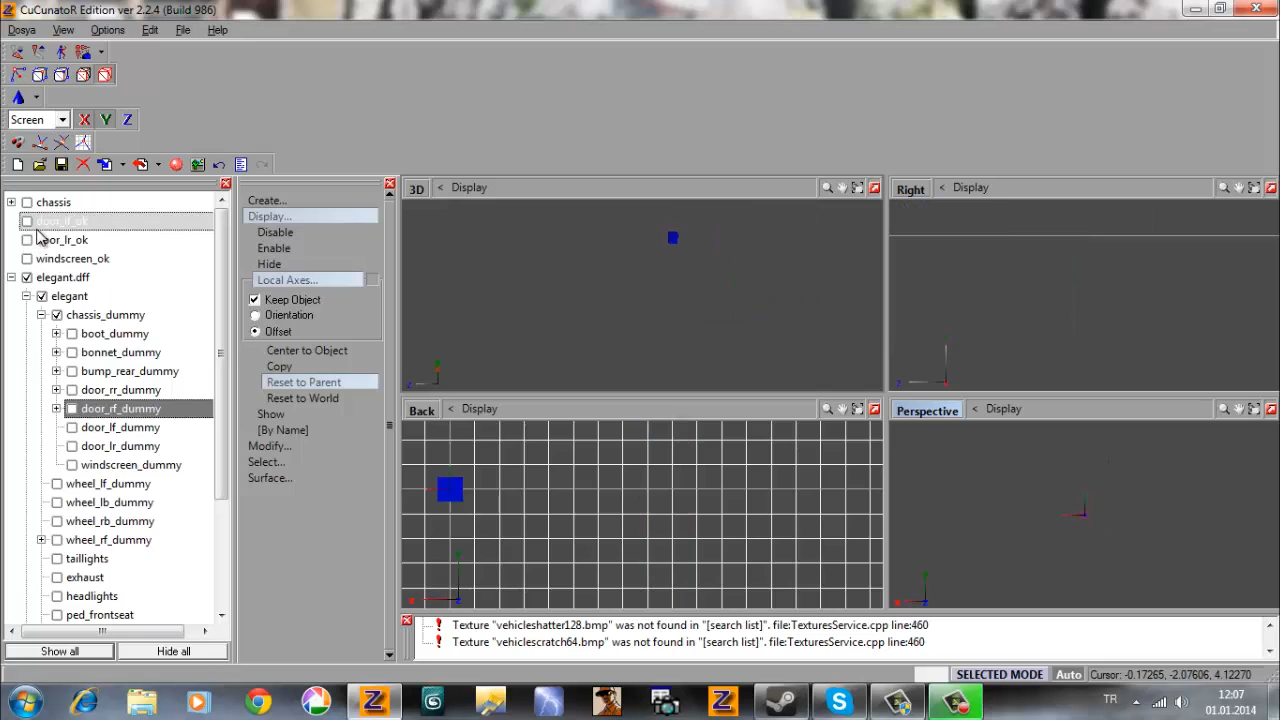 CuCunatoR Edition ver 2.2.4 (Build 986)
Dosya View Options Edit File Help
Screen X Y Z
chassis
door_lf_ok
door_lr_ok
windscreen_ok
elegant.dff
elegant
chassis_dummy
boot_dummy
bonnet_dummy
bump_rear_dummy
door_rr_dummy
door_rf_dummy
door_lf_dummy
door_lr_dummy
windscreen_dummy
wheel_lf_dummy
wheel_lb_dummy
wheel_rb_dummy
wheel_rf_dummy
taillights
exhaust
headlights
ped_frontseat
Show all Hide all
Create...
Display...
Disable
Enable
Hide
Local Axes...
Keep Object
Orientation
Offset
Center to Object
Copy
Reset to Parent
Reset to World
Show
[By Name]
Modify...
Select...
Surface...
3D < Display
Right < Display
Back < Display
Perspective < Display
Texture "vehicleshatter128.bmp" was not found in "[search list]". file:TexturesService.cpp line:460
Texture "vehiclescratch64.bmp" was not found in "[search list]". file:TexturesService.cpp line:460
SELECTED MODE Auto Cursor: -0.17265, -2.07606, 4.12270
TR 12:07
01.01.2014